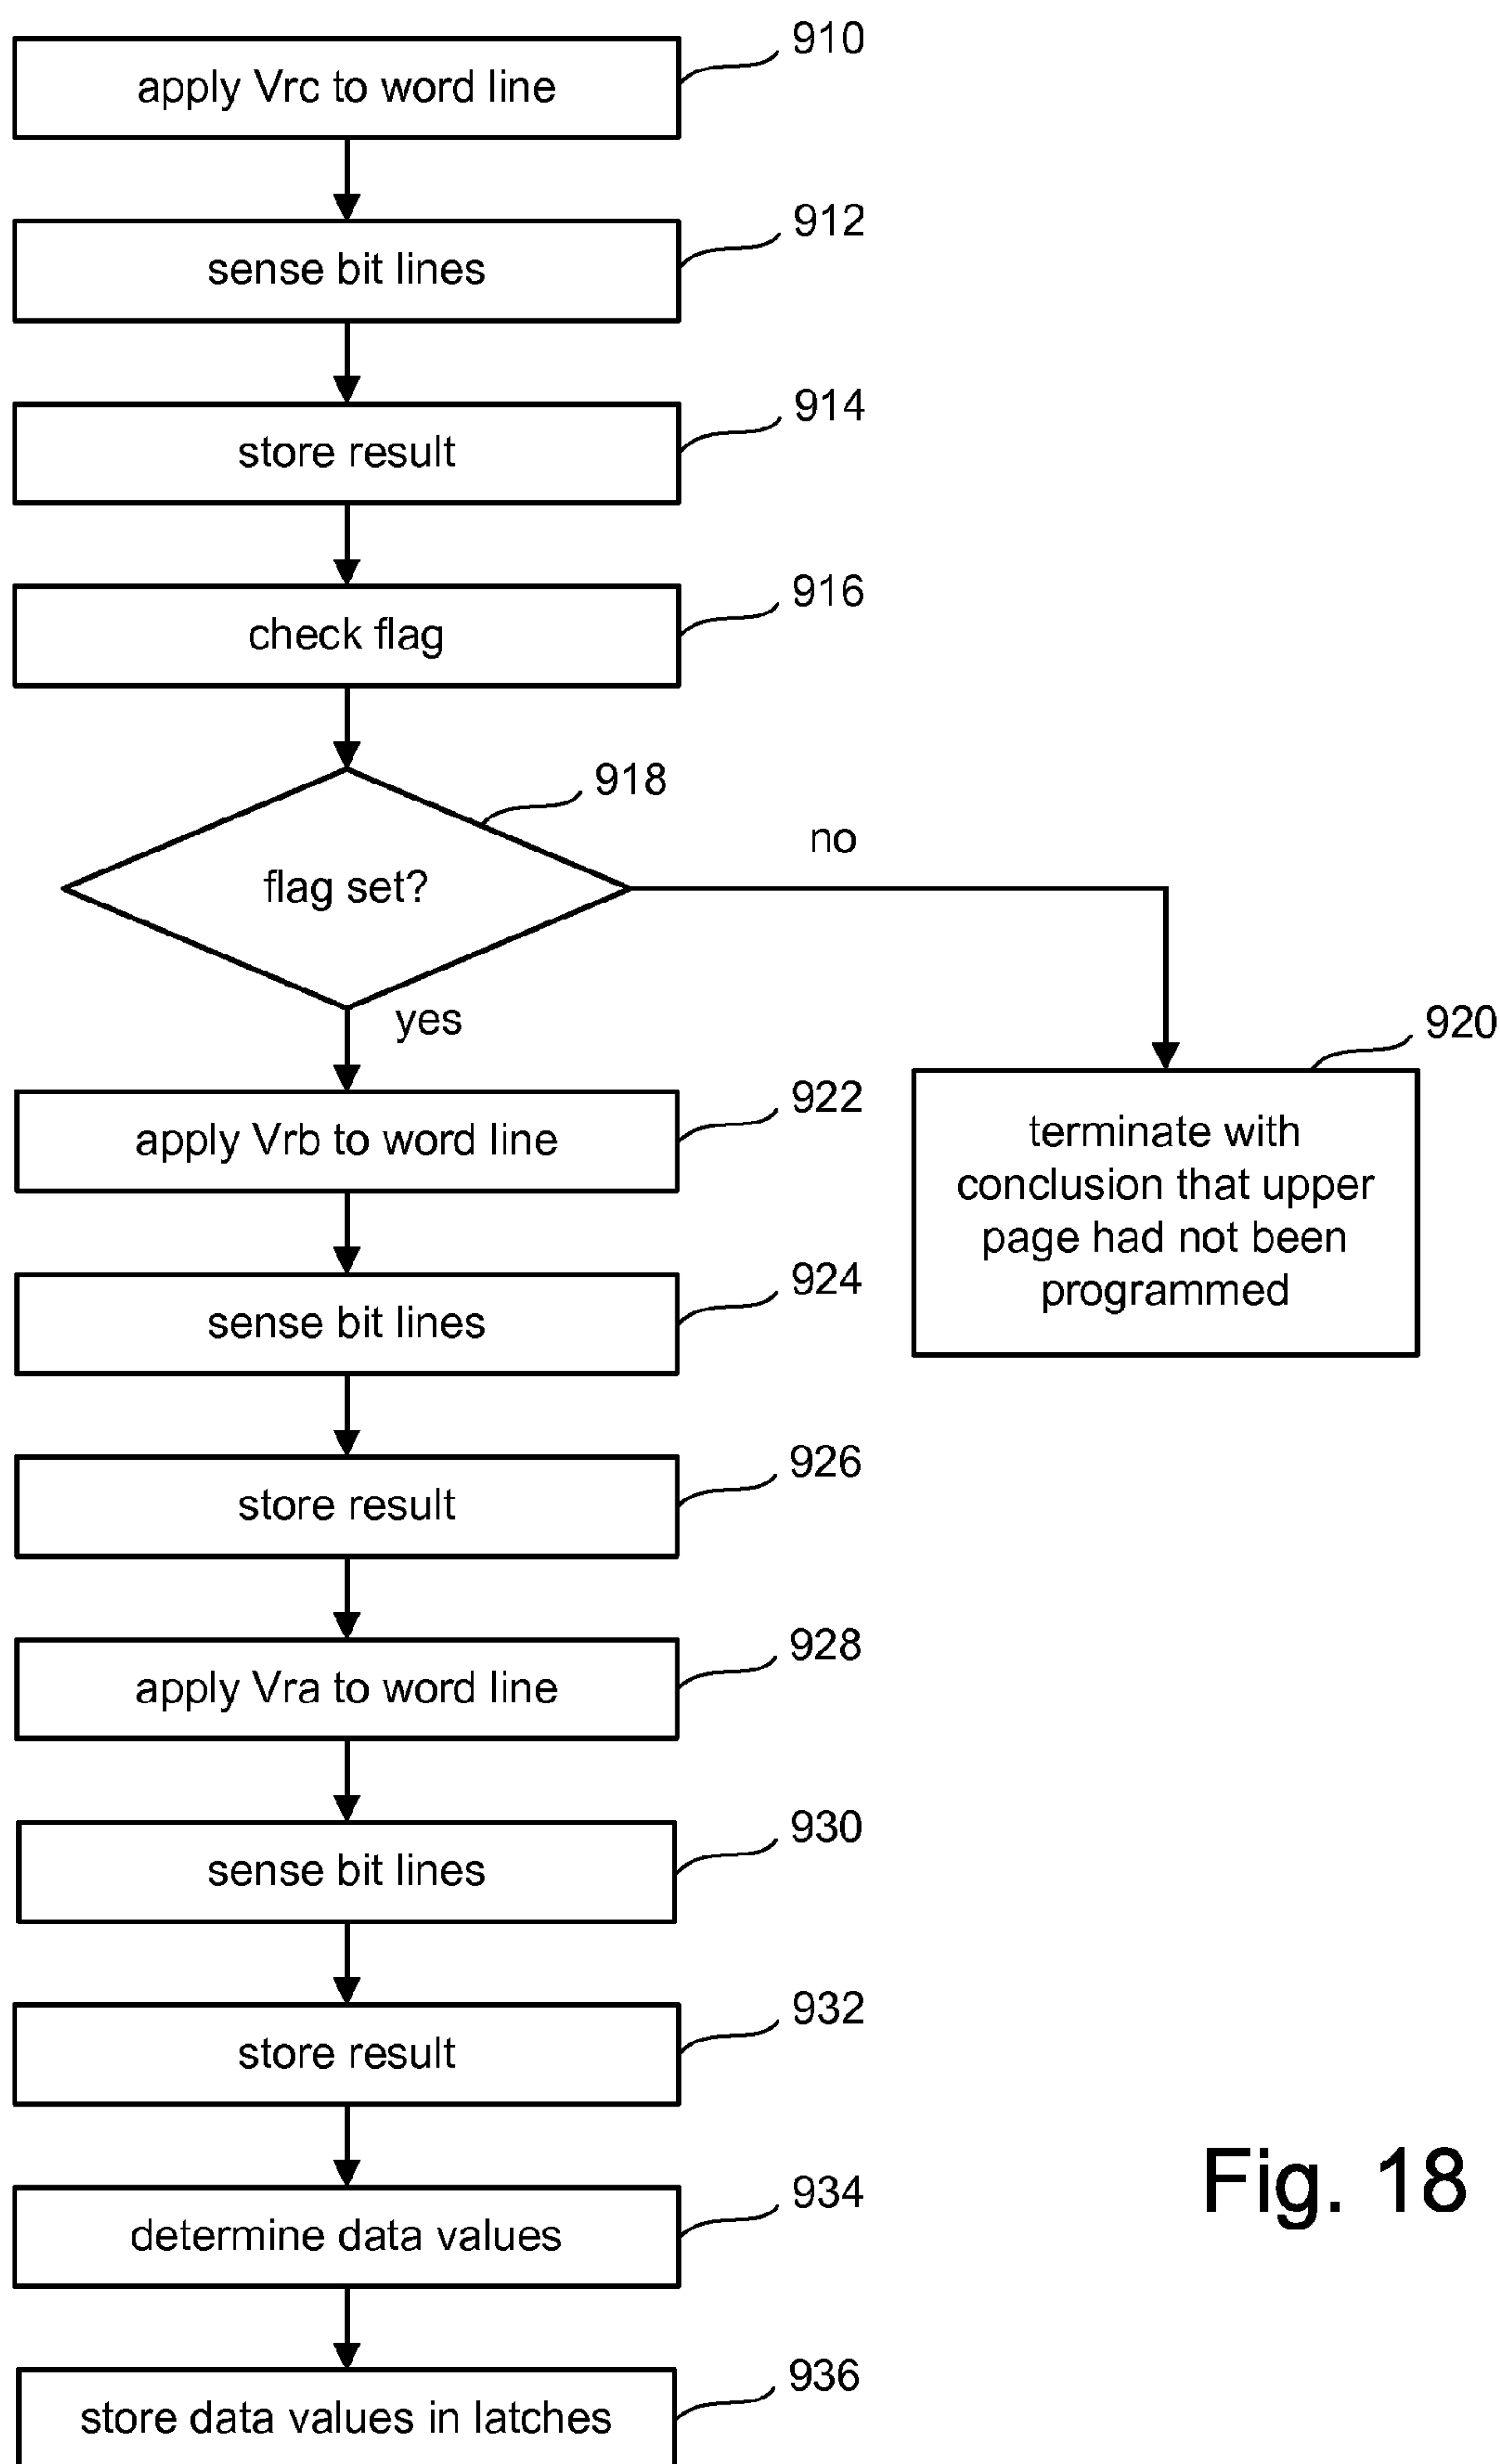 910
apply Vrc to word line
912
sense bit lines
914
store result
916
check flag
918
flag set?
no
yes
920
terminate with
conclusion that upper
page had not been
programmed
922
apply Vrb to word line
924
sense bit lines
926
store result
928
apply Vra to word line
930
sense bit lines
932
store result
934
determine data values
936
store data values in latches
Fig. 18